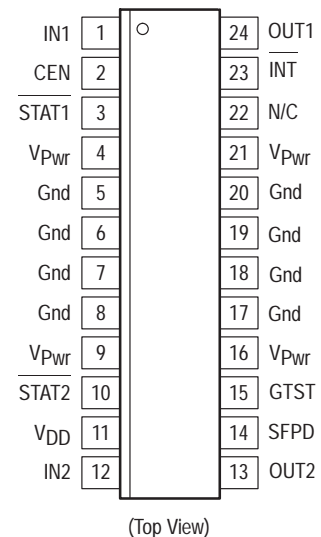 IN1 1 24 OUT1
CEN 2 23 INT
STAT1 3 22 N/C
VPwr 4 21 VPwr
Gnd 5 20 Gnd
Gnd 6 19 Gnd
Gnd 7 18 Gnd
Gnd 8 17 Gnd
VPwr 9 16 VPwr
STAT2 10 15 GTST
VDD 11 14 SFPD
IN2 12 13 OUT2
(Top View)